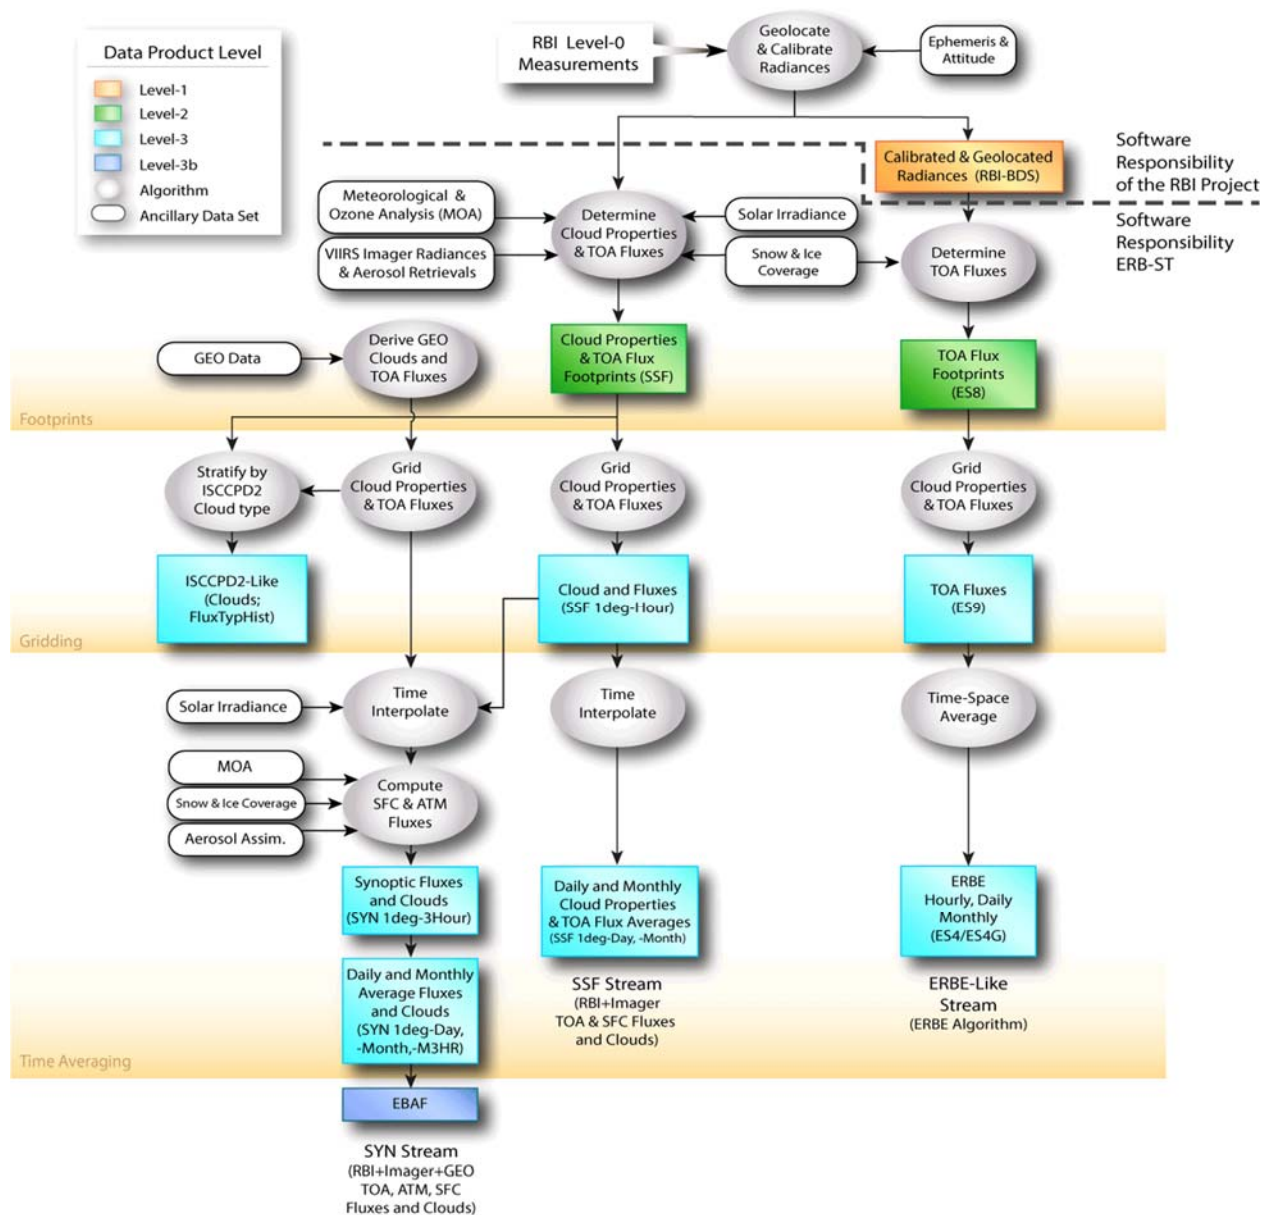 Data Product Level
Level-1
Level-2
Level-3
Level-3b
Algorithm
Ancillary Data Set
RBI Level-0
Measurements
Geolocate
& Calibrate
Radiances
Ephemeris &
Attitude
Calibrated & Geolocated
Radiances (RBI-BDS)
Software
Responsibility
of the RBI Project
Software
Responsibility
ERB-ST
Meteorological &
Ozone Analysis (MOA)
VIIRS Imager Radiances
& Aerosol Retrievals
Determine
Cloud Properties
& TOA Fluxes
Solar Irradiance
Snow & Ice
Coverage
Determine
TOA Fluxes
GEO Data
Derive GEO
Clouds and
TOA Fluxes
Cloud Properties
& TOA Flux
Footprints (SSF)
TOA Flux
Footprints
(ES8)
Footprints
Stratify by
ISCCPD2
Cloud type
Grid
Cloud Properties
& TOA Fluxes
Grid
Cloud Properties
& TOA Fluxes
Grid
Cloud Properties
& TOA Fluxes
ISCCPD2-Like
(Clouds;
FluxTypHist)
Cloud and Fluxes
(SSF 1deg-Hour)
TOA Fluxes
(ES9)
Gridding
Solar Irradiance
Time
Interpolate
Time
Interpolate
Time-Space
Average
MOA
Snow & Ice Coverage
Aerosol Assim.
Compute
SFC & ATM
Fluxes
Synoptic Fluxes
and Clouds
(SYN 1deg-3Hour)
Daily and Monthly
Cloud Properties
& TOA Flux Averages
(SSF 1deg-Day, -Month)
ERBE
Hourly, Daily
Monthly
(ES4/ES4G)
Daily and Monthly
Average Fluxes
and Clouds
(SYN 1deg-Day,
-Month,-M3HR)
SSF Stream
(RBI+Imager
TOA & SFC Fluxes
and Clouds)
ERBE-Like
Stream
(ERBE Algorithm)
Time Averaging
EBAF
SYN Stream
(RBI+Imager+GEO
TOA, ATM, SFC
Fluxes and Clouds)